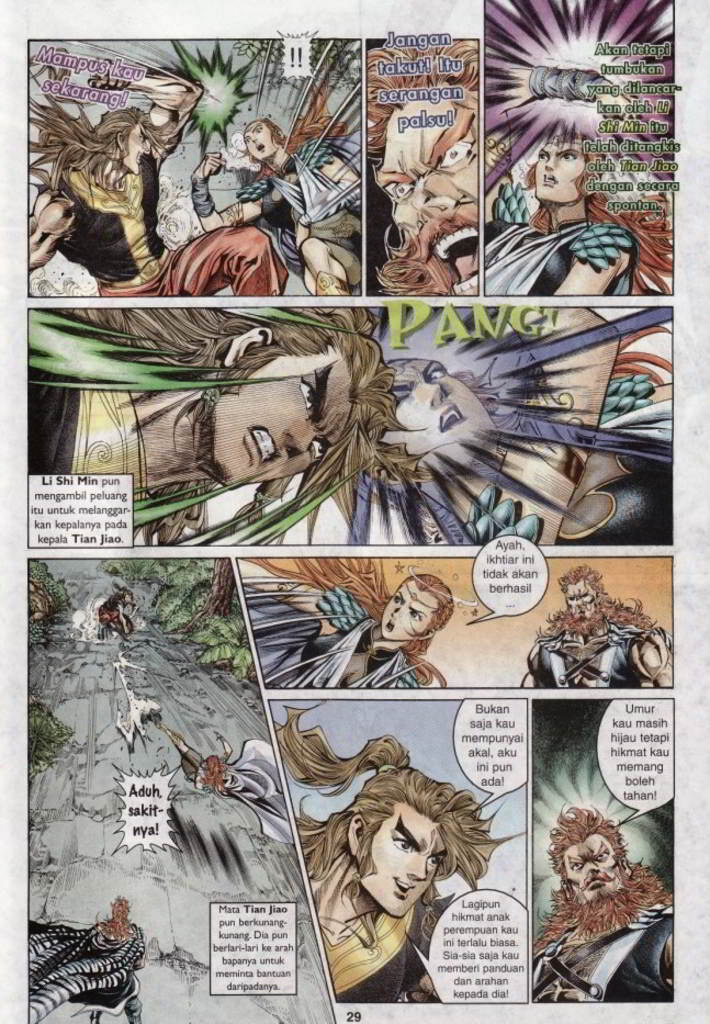 Mampus kau
sekarang!
!!
Jangan
takut! Itu
serangan
palsu!
Akan tetapi
tumbukan
yang dilancar-
kan oleh Li
Shi Min itu
telah ditangkis
oleh Tian Jiao
dengan secara
spontan.
PANG!
Li Shi Min pun
mengambil peluang
itu untuk melanggar-
kan kepalanya pada
kepala Tian Jiao.
Ayah,
ikhtiar ini
tidak akan
berhasil
...
Aduh,
sakit-
nya!
Mata Tian Jiao
pun berkunang-
kunang. Dia pun
berlari-lari ke arah
bapanya untuk
meminta bantuan
daripadanya.
Bukan
saja kau
mempunyai
akal, aku
ini pun
ada!
Lagipun
hikmat anak
perempuan kau
ini terlalu biasa.
Sia-sia saja kau
memberi panduan
dan arahan
kepada dia!
Umur
kau masih
hijau tetapi
hikmat kau
memang
boleh
tahan!
29